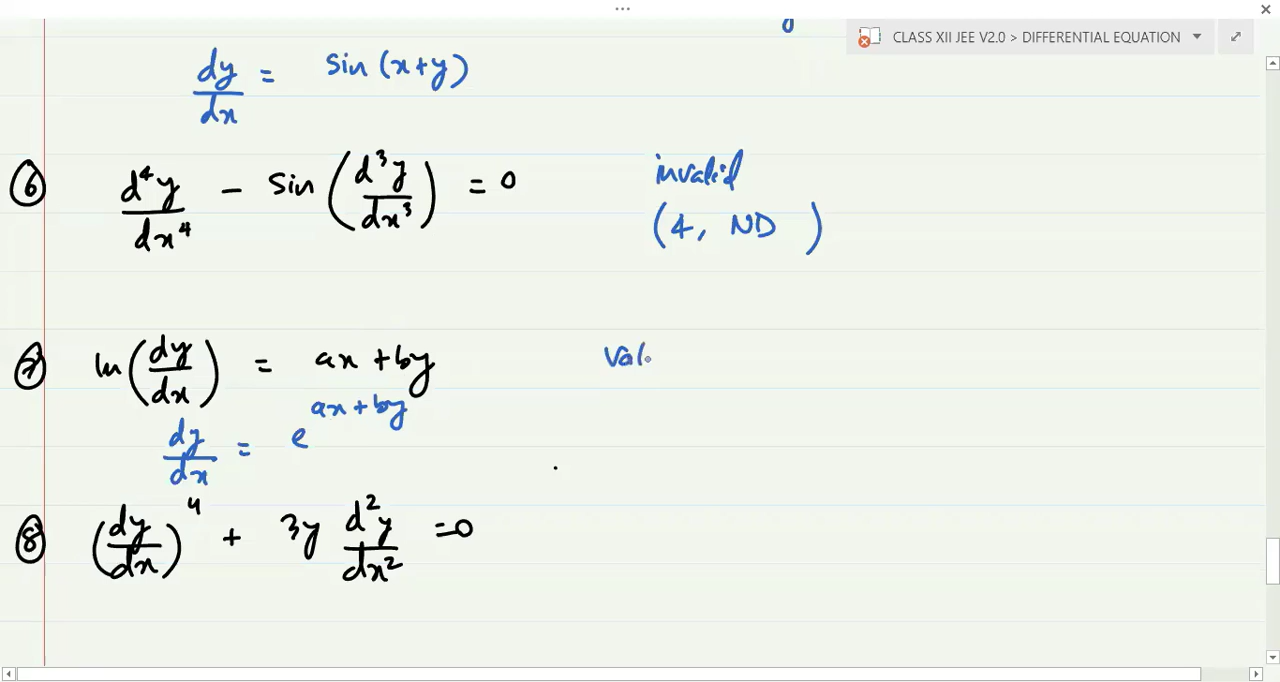 CLASS XII JEE V2.0 > DIFFERENTIAL EQUATION
dy/dx = sin (x+y)
⑥ d⁴y/dx⁴ - sin (d³y/dx³) = 0
invalid
(4, ND )
⑦ ln (dy/dx) = ax + by
Val
dy/dx = e^(ax + by)
⑧ (dy/dx)⁴ + 3y d²y/dx² = 0